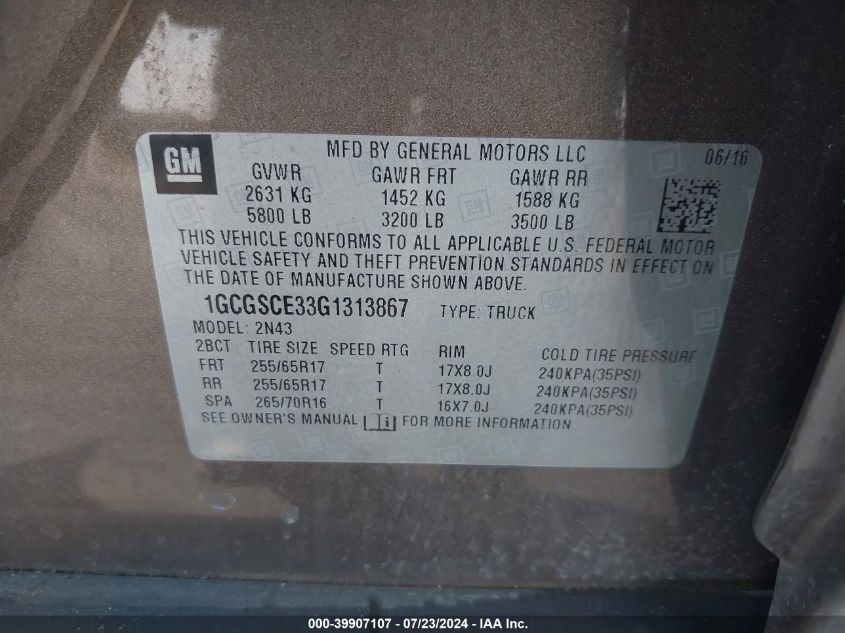 GM
MFD BY GENERAL MOTORS LLC 06/16
GVWR GAWR FRT GAWR RR
2631 KG 1452 KG 1588 KG
5800 LB 3200 LB 3500 LB
THIS VEHICLE CONFORMS TO ALL APPLICABLE U.S. FEDERAL MOTOR
VEHICLE SAFETY AND THEFT PREVENTION STANDARDS IN EFFECT ON
THE DATE OF MANUFACTURE SHOWN ABOVE.
1GCGSCE33G1313867 TYPE: TRUCK
MODEL: 2N43
2BCT TIRE SIZE SPEED RTG RIM COLD TIRE PRESSURE
FRT 255/65R17 T 17X8.0J 240KPA(35PSI)
RR 255/65R17 T 17X8.0J 240KPA(35PSI)
SPA 265/70R16 T 16X7.0J 240KPA(35PSI)
SEE OWNER'S MANUAL FOR MORE INFORMATION
000-39907107 - 07/23/2024 - IAA Inc.